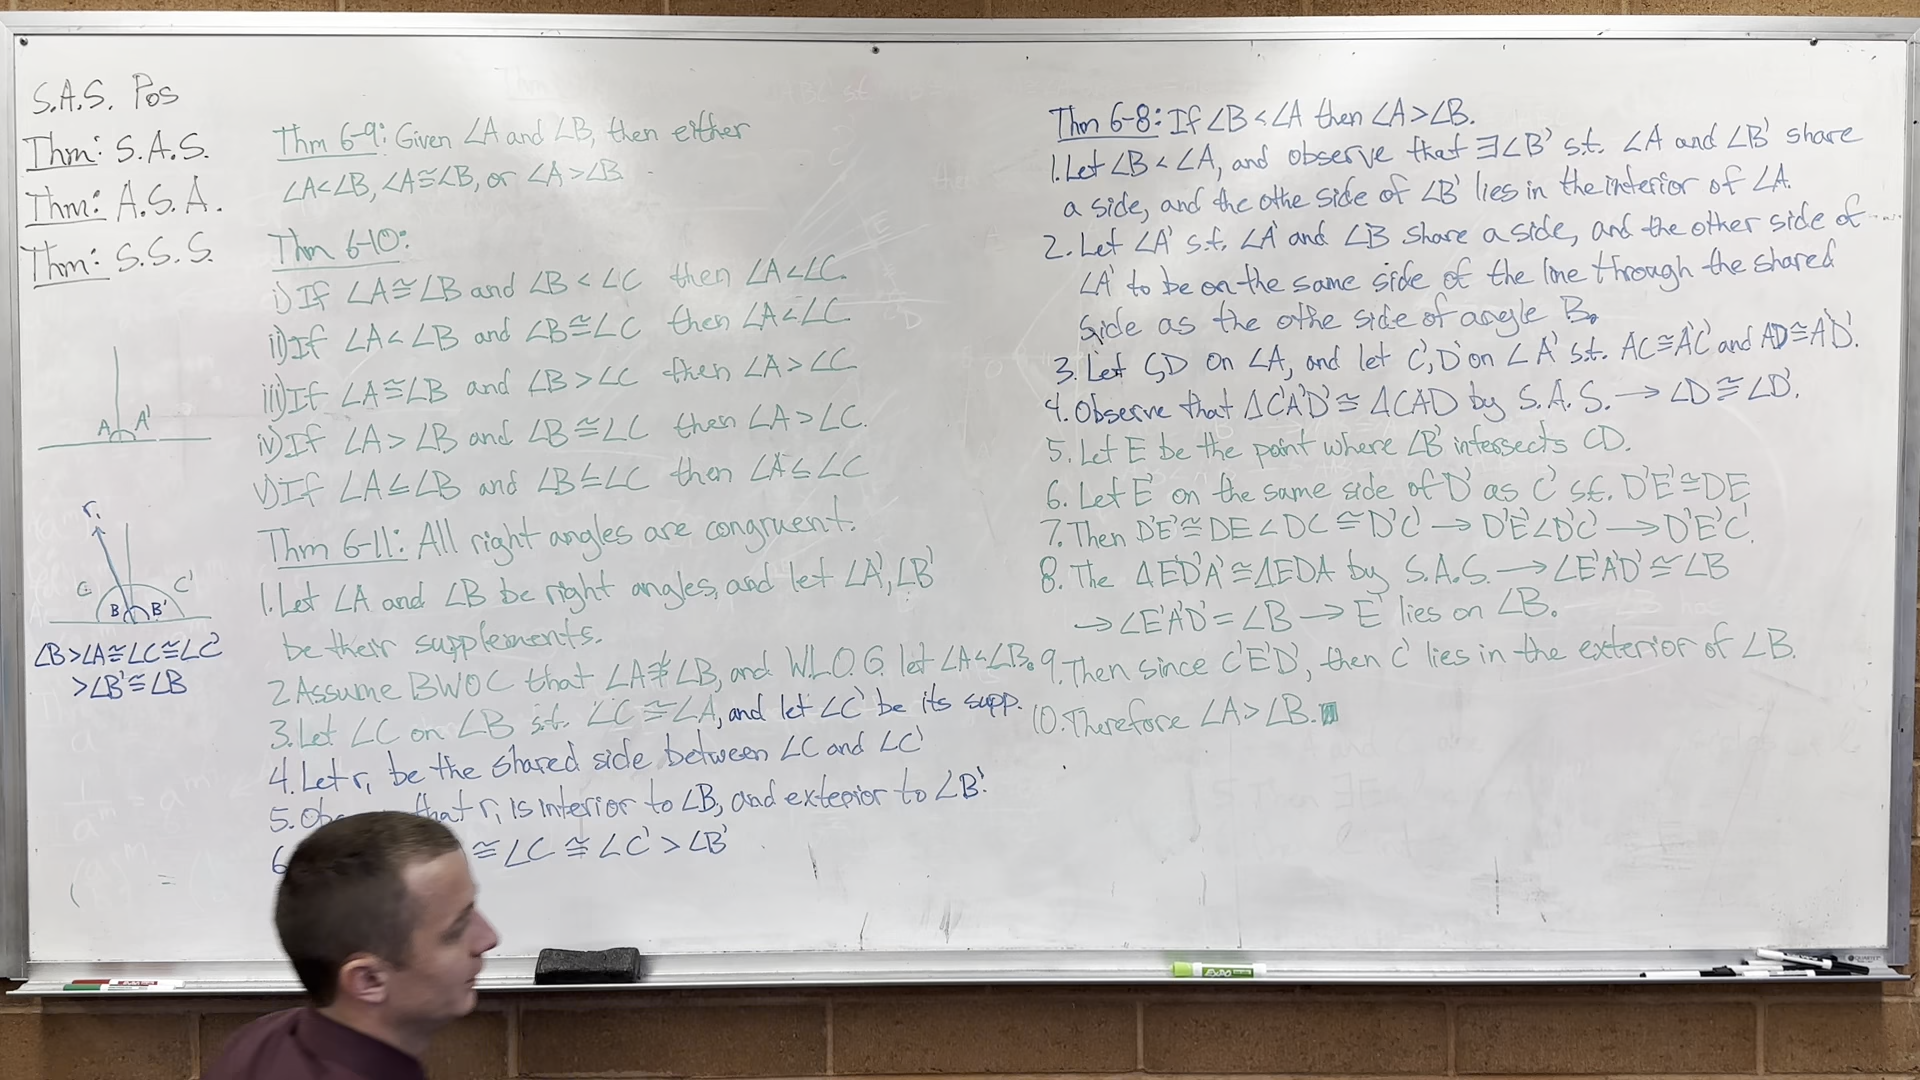 S.A.S. Pos
Thm: S.A.S.
Thm: A.S.A.
Thm: S.S.S.
A A'
r₁
C C'
B B'
∠B>∠A≅∠C≅∠C'
>∠B'≅∠B
Thm 6-9: Given ∠A and ∠B, then either
∠A<∠B, ∠A≅∠B, or ∠A>∠B
Thm 6-10:
i) If ∠A≅∠B and ∠B<∠C then ∠A<∠C.
ii) If ∠A<∠B and ∠B≅∠C then ∠A<∠C.
iii) If ∠A≅∠B and ∠B>∠C then ∠A>∠C.
iv) If ∠A>∠B and ∠B≅∠C then ∠A>∠C.
v) If ∠A≤∠B and ∠B≤∠C then ∠A≤∠C
Thm 6-11: All right angles are congruent.
1. Let ∠A and ∠B be right angles, and let ∠A', ∠B'
be their supplements.
2. Assume BWOC that ∠A≇∠B, and W.L.O.G. let ∠A<∠B.
3. Let ∠C on ∠B s.t. ∠C≅∠A, and let ∠C' be its supp.
4. Let r₁ be the shared side between ∠C and ∠C'
5. that r₁ is interior to ∠B, and exterior to ∠B'.
6 ≅∠C≅∠C'>∠B'
Thm 6-8: If ∠B<∠A then ∠A>∠B.
1. Let ∠B<∠A, and observe that ∃∠B' s.t. ∠A and ∠B' share
a side, and the othe side of ∠B' lies in the interior of ∠A.
2. Let ∠A' s.t. ∠A' and ∠B share a side, and the other side of
∠A' to be on the same side of the line through the shared
side as the othe side of angle B.
3. Let C,D on ∠A, and let C',D' on ∠A' s.t. AC≅A'C' and AD≅A'D'.
4. Observe that ΔC'A'D'≅ΔCAD by S.A.S. → ∠D≅∠D'.
5. Let E be the point where ∠B' intersects CD.
6. Let E' on the same side of D' as C' s.t. D'E'≅DE
7. Then D'E'≅DE<DC≅D'C' → D'E'<D'C' → D'E'C'.
8. The ΔE'D'A'≅ΔEDA by S.A.S. → ∠E'A'D'≅∠B
→ ∠E'A'D'=∠B → E' lies on ∠B.
9. Then since C'E'D', then C' lies in the exterior of ∠B.
10. Therefore ∠A>∠B.
EXPO